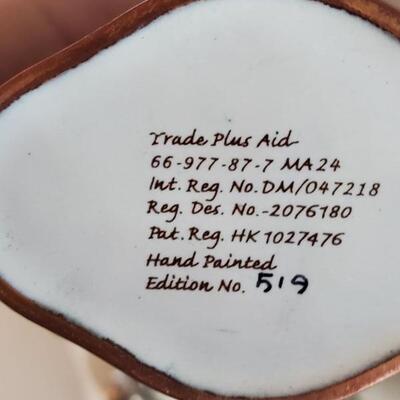 Trade Plus Aid
66-977-87-7 MA24
Int. Reg. No. DM/047218
Reg. Des. No.-2076180
Pat. Reg. HK 1027476
Hand Painted
Edition No. 519